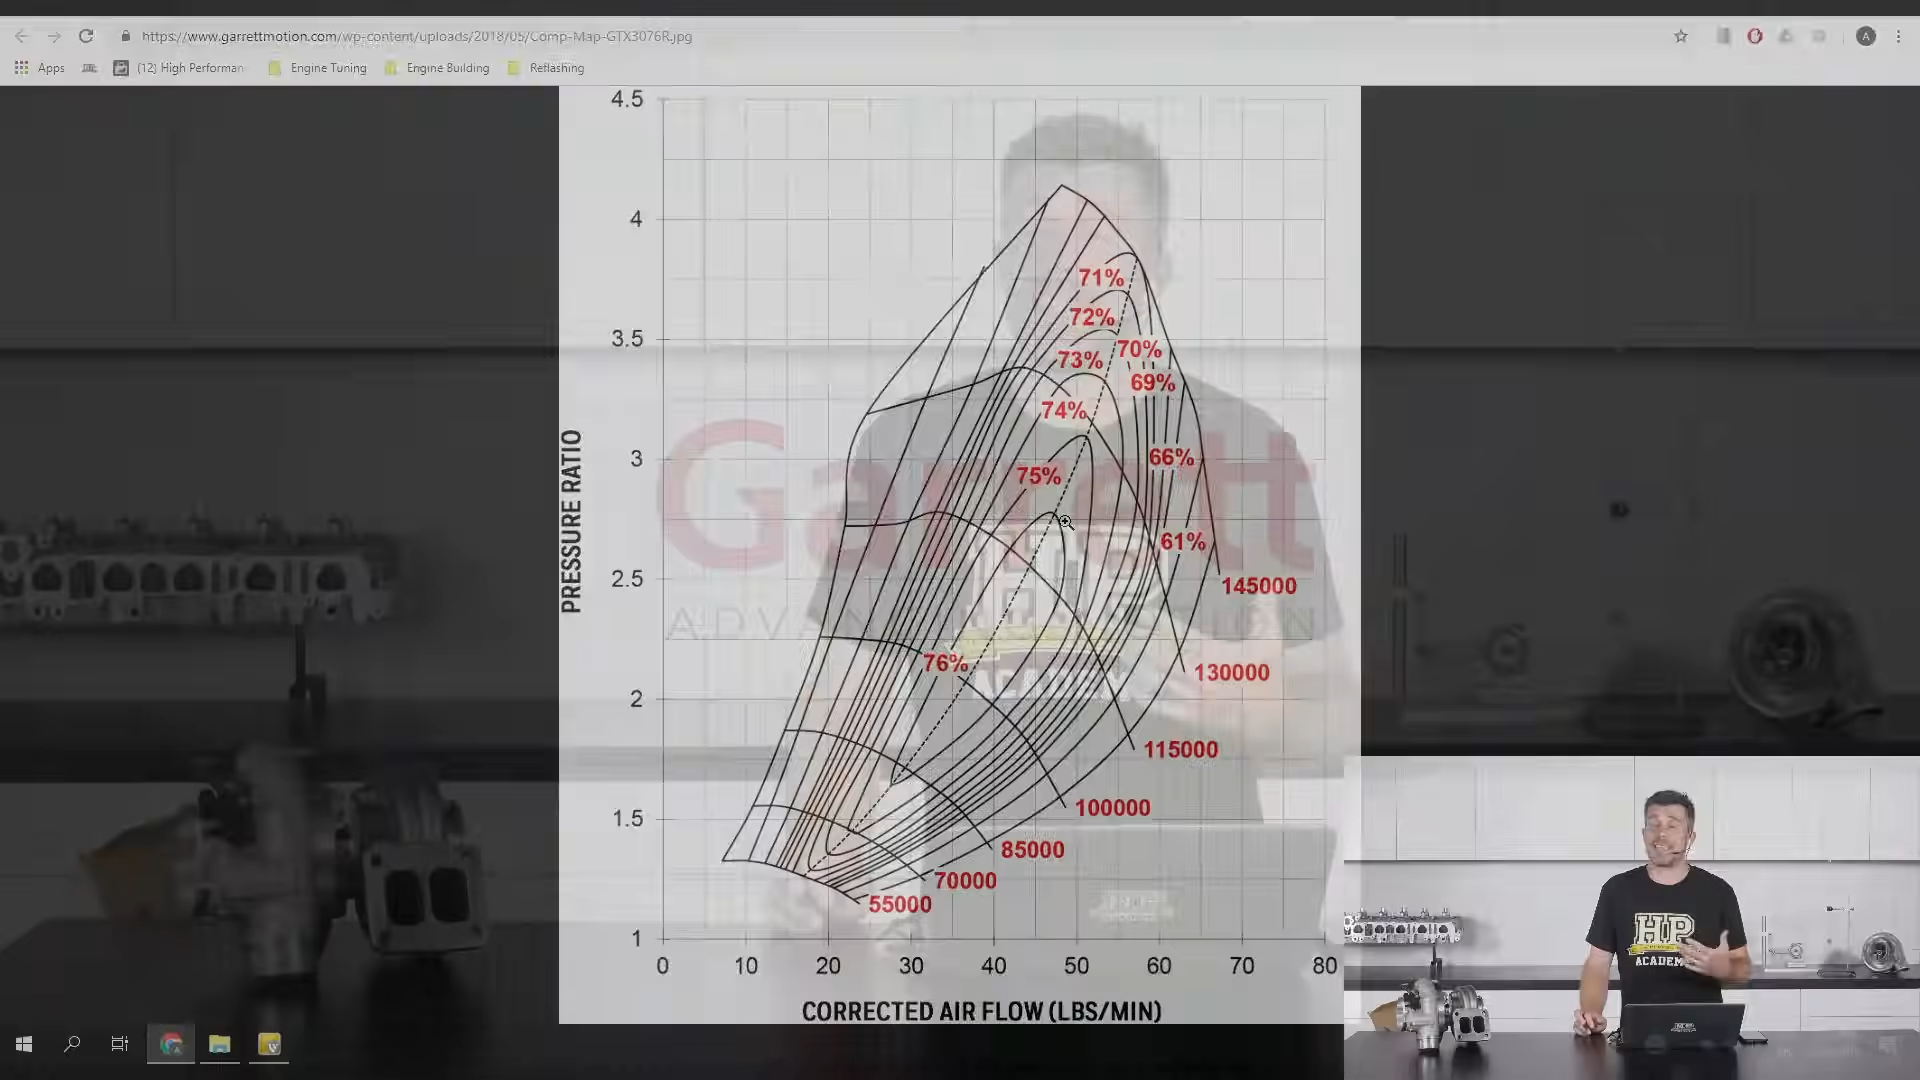 https://www.garrettmotion.com/wp-content/uploads/2018/05/Comp-Map-GTX3076R.jpg
A
Apps
(12) High Performan
Engine Tuning
Engine Building
Reflashing
4.5
4
3.5
3
2.5
2
1.5
1
PRESSURE RATIO
71%
72%
70%
73%
69%
74%
66%
75%
61%
76%
145000
130000
115000
100000
85000
70000
55000
Garrett
0 10 20 30 40 50 60 70 80
CORRECTED AIR FLOW (LBS/MIN)
HP
ACADEMY